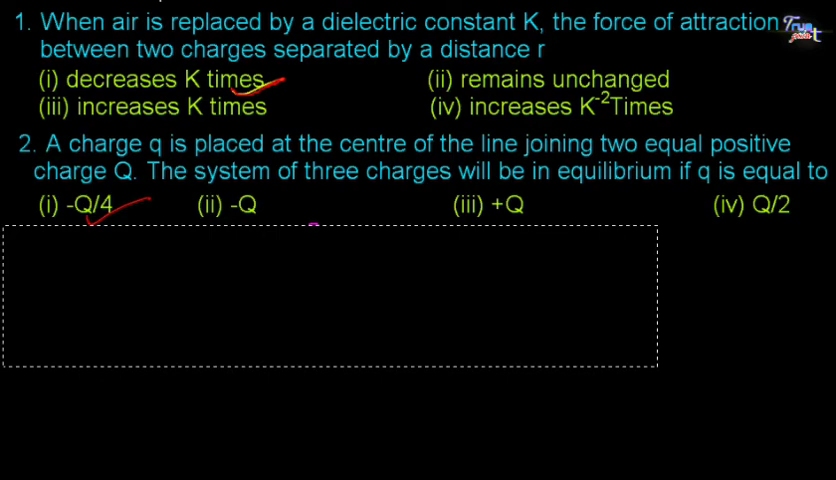 1. When air is replaced by a dielectric constant K, the force of attraction
between two charges separated by a distance r
(i) decreases K times (ii) remains unchanged
(iii) increases K times (iv) increases K⁻²Times
2. A charge q is placed at the centre of the line joining two equal positive
charge Q. The system of three charges will be in equilibrium if q is equal to
(i) -Q/4 (ii) -Q (iii) +Q (iv) Q/2